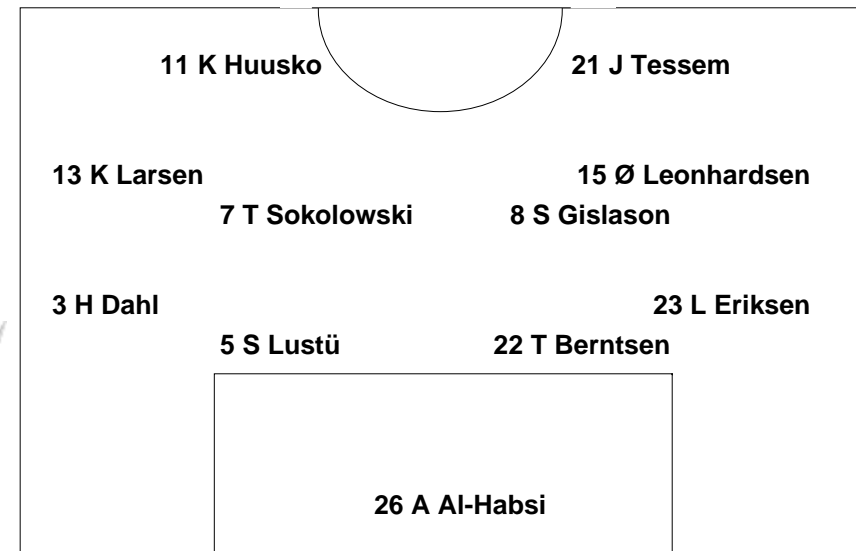 11 K Huusko 21 J Tessem
13 K Larsen 15 Ø Leonhardsen
7 T Sokolowski 8 S Gislason
3 H Dahl 23 L Eriksen
5 S Lustü 22 T Berntsen
26 A Al-Habsi